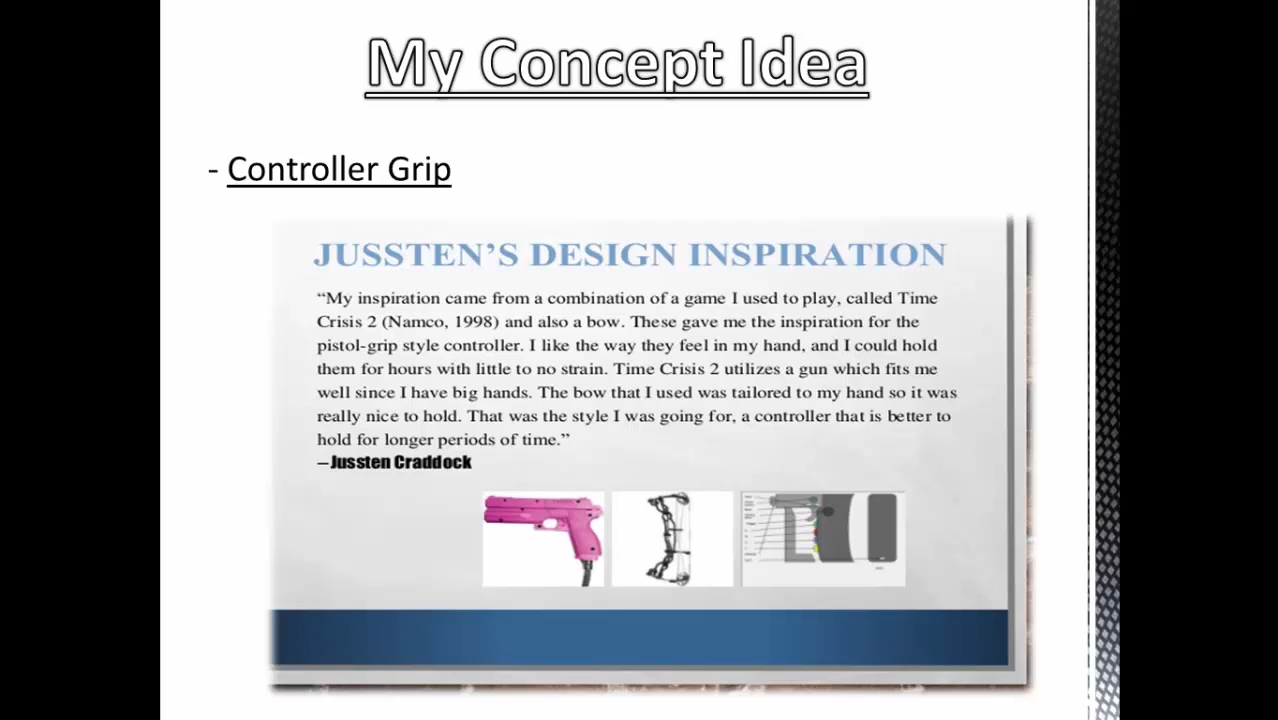 My Concept Idea
- Controller Grip
JUSSTEN'S DESIGN INSPIRATION
“My inspiration came from a combination of a game I used to play, called Time
Crisis 2 (Namco, 1998) and also a bow. These gave me the inspiration for the
pistol-grip style controller. I like the way they feel in my hand, and I could hold
them for hours with little to no strain. Time Crisis 2 utilizes a gun which fits me
well since I have big hands. The bow that I used was tailored to my hand so it was
really nice to hold. That was the style I was going for, a controller that is better to
hold for longer periods of time.”
–Jussten Craddock